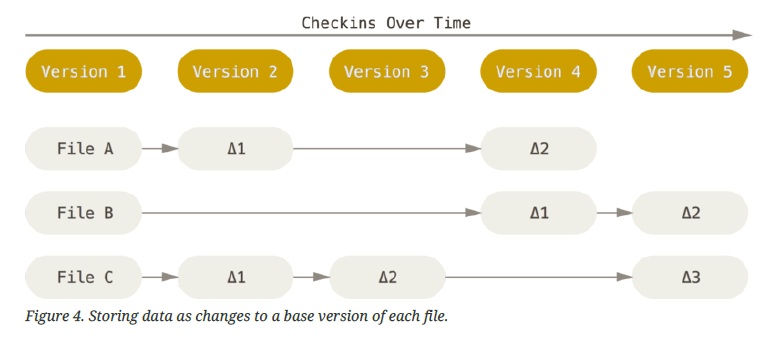 Checkins Over Time
Version 1 Version 2 Version 3 Version 4 Version 5
File A Δ1 Δ2
File B Δ1 Δ2
File C Δ1 Δ2 Δ3
Figure 4. Storing data as changes to a base version of each file.